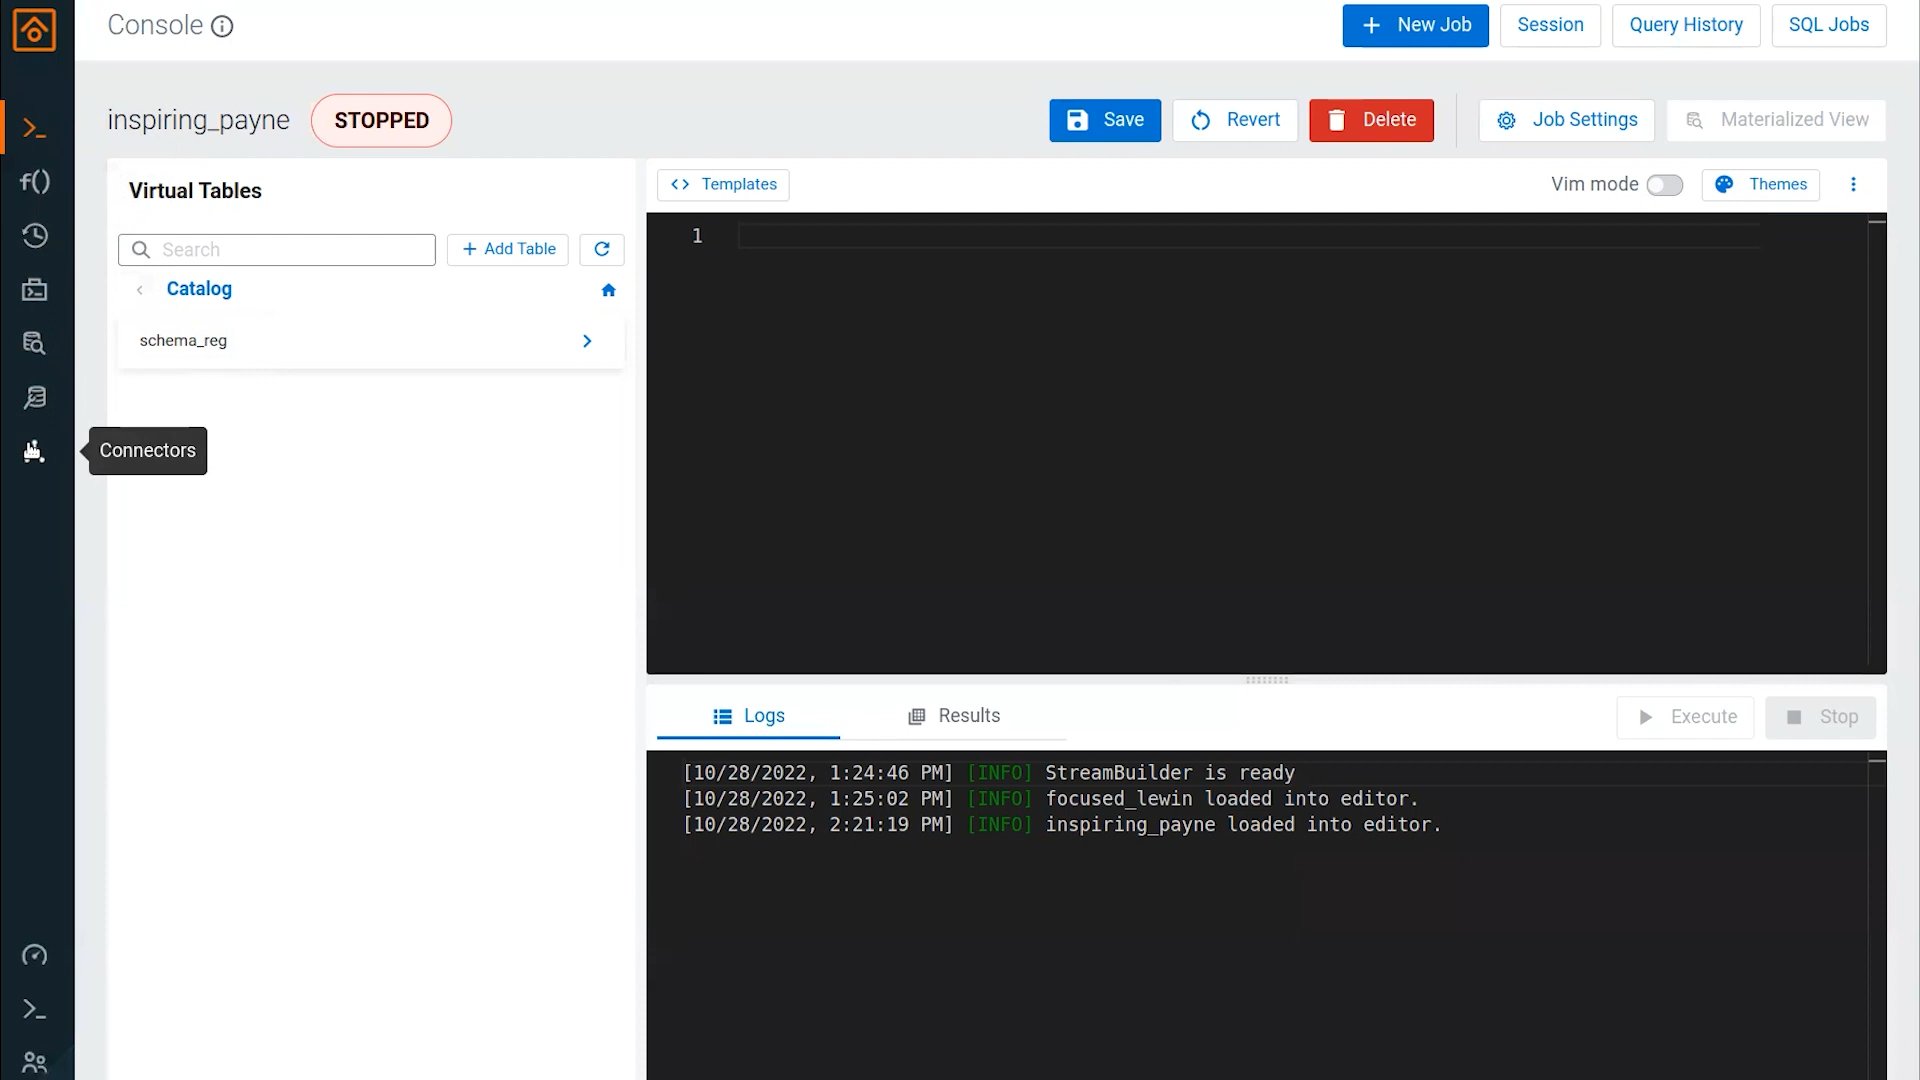 Console
+ New Job
Session
Query History
SQL Jobs
inspiring_payne
STOPPED
Save
Revert
Delete
Job Settings
Materialized View
f()
Virtual Tables
Search
+ Add Table
Catalog
schema_reg
Connectors
<> Templates
Vim mode
Themes
1
Logs
Results
Execute
Stop
[10/28/2022, 1:24:46 PM] [INFO] StreamBuilder is ready
[10/28/2022, 1:25:02 PM] [INFO] focused_lewin loaded into editor.
[10/28/2022, 2:21:19 PM] [INFO] inspiring_payne loaded into editor.